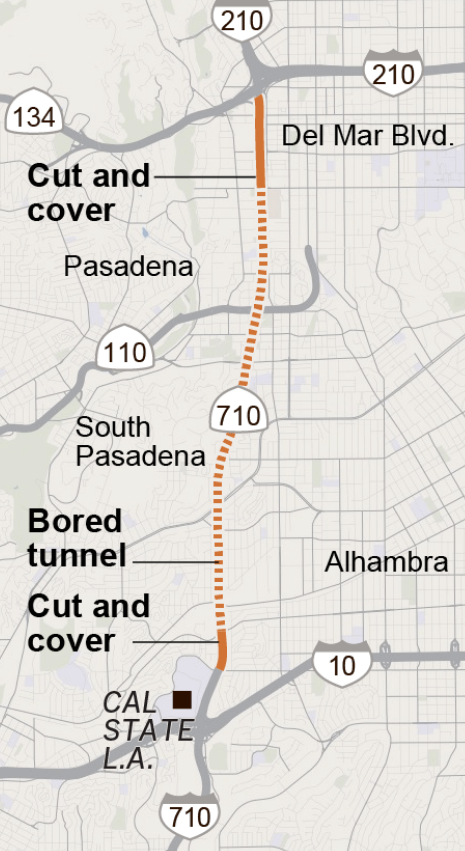 210
210
134
Del Mar Blvd.
Cut and
cover
Pasadena
110
710
South
Pasadena
Bored
tunnel
Alhambra
Cut and
cover
10
CAL
STATE
L.A.
710